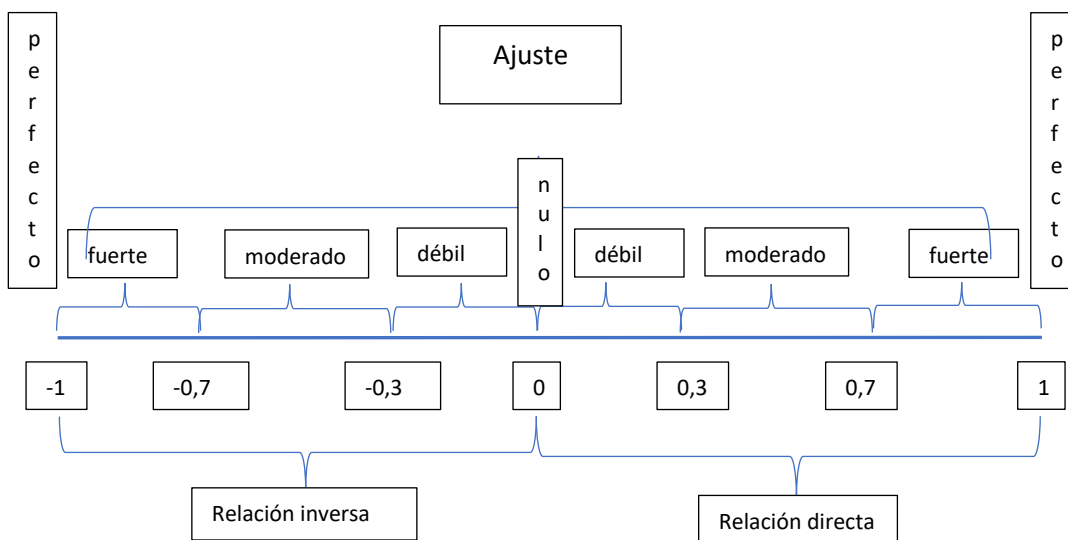 perfecto
Ajuste
perfecto
nulo
fuerte
moderado
débil
débil
moderado
fuerte
-1
-0,7
-0,3
0
0,3
0,7
1
Relación inversa
Relación directa